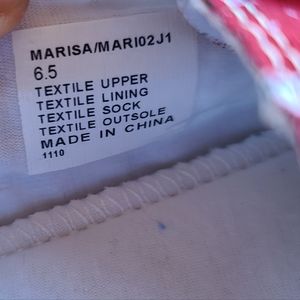 MARISA/MARI02J1
6.5
TEXTILE UPPER
TEXTILE LINING
TEXTILE SOCK
TEXTILE OUTSOLE
MADE IN CHINA
1110